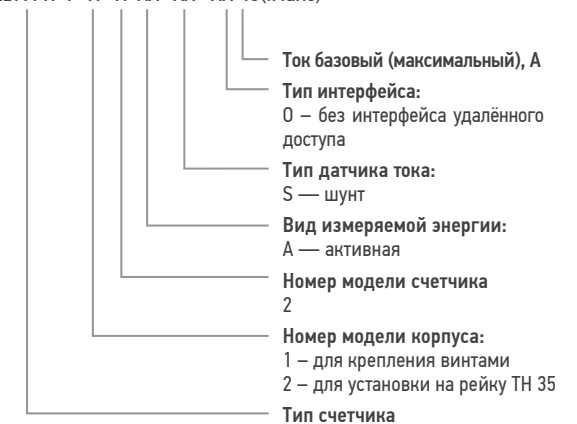 Ток базовый (максимальный), А
Тип интерфейса:
О – без интерфейса удалённого
доступа
Тип датчика тока:
S — шунт
Вид измеряемой энергии:
А — активная
Номер модели счетчика
2
Номер модели корпуса:
1 – для крепления винтами
2 – для установки на рейку ТН 35
Тип счетчика